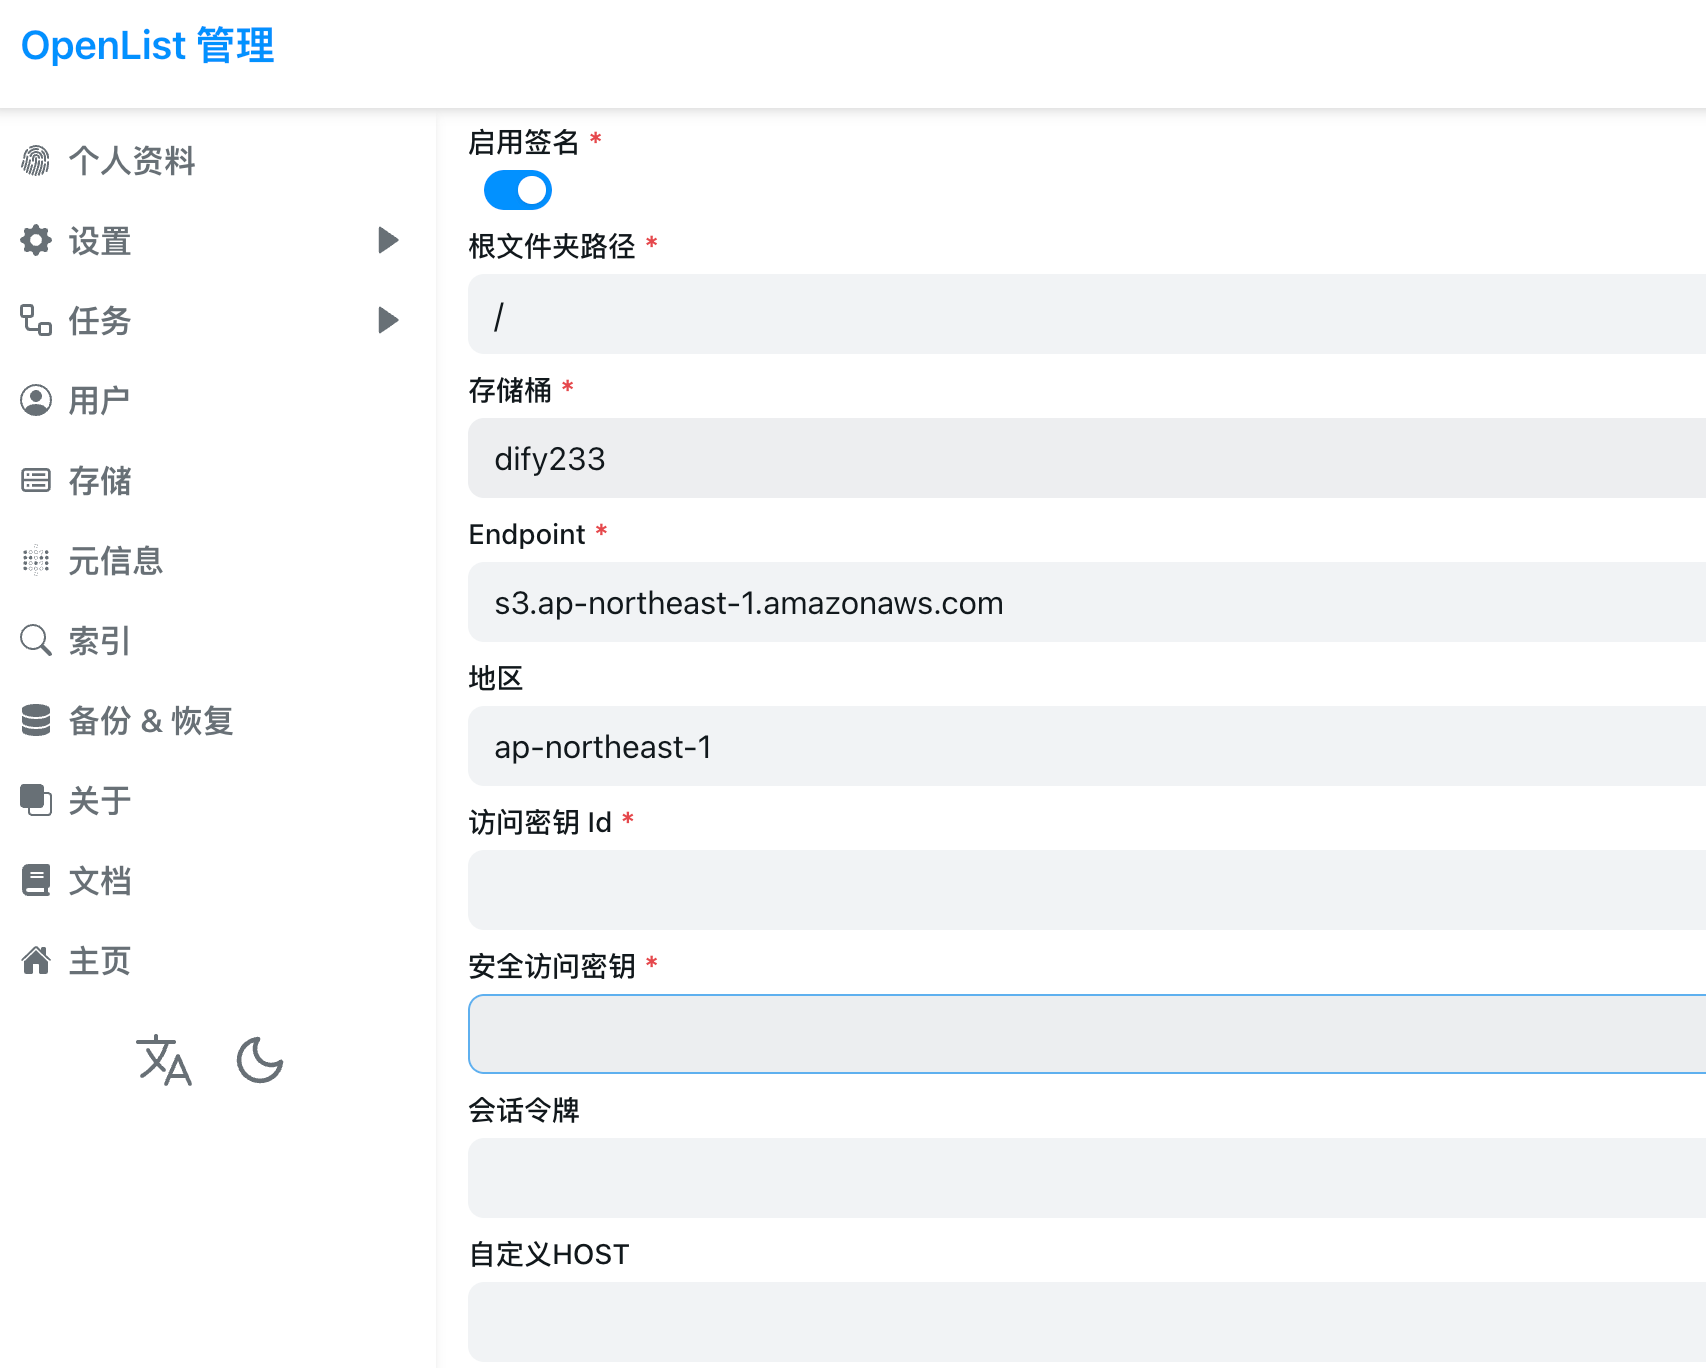 OpenList 管理
个人资料
设置
任务
用户
存储
元信息
索引
备份 & 恢复
关于
文档
主页
启用签名 *
根文件夹路径 *
/
存储桶 *
dify233
Endpoint *
s3.ap-northeast-1.amazonaws.com
地区
ap-northeast-1
访问密钥 Id *
安全访问密钥 *
会话令牌
自定义HOST